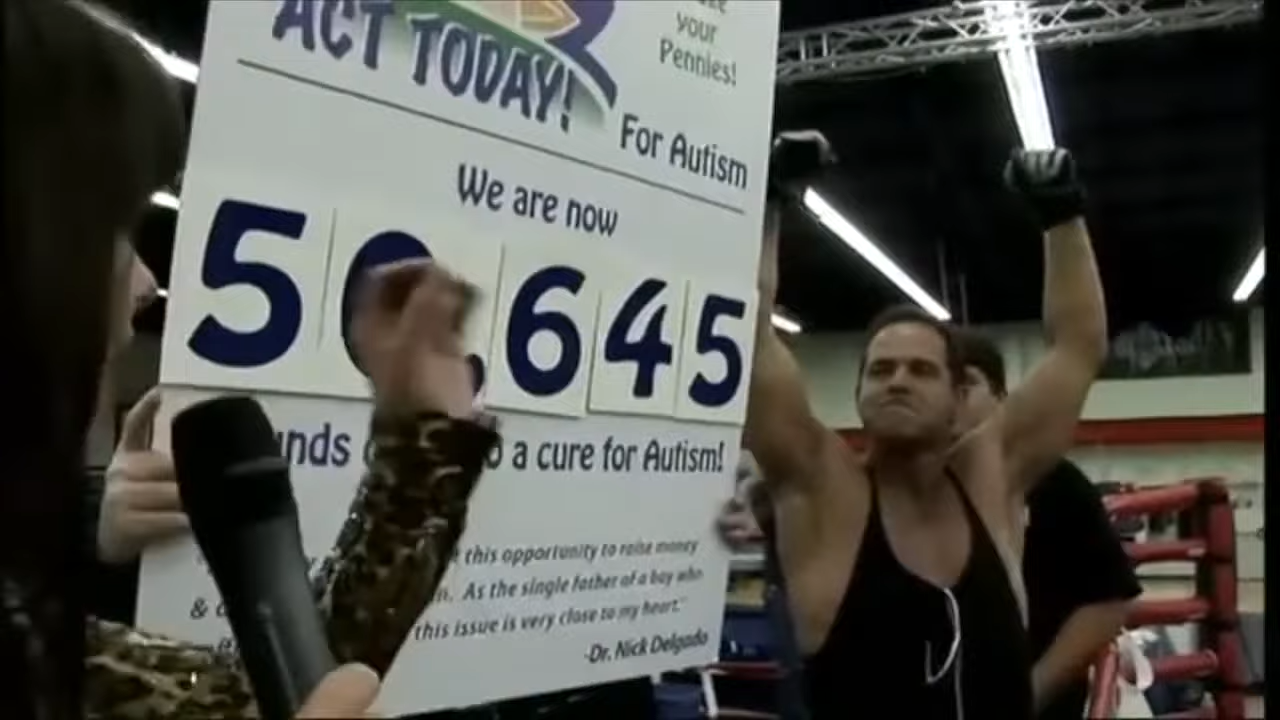 ACT TODAY!
your
Pennies!
For Autism
We are now
5 ,645
a cure for Autism!
this opportunity to raise money
& As the single father of a boy who
this issue is very close to my heart."
-Dr. Nick Delgado